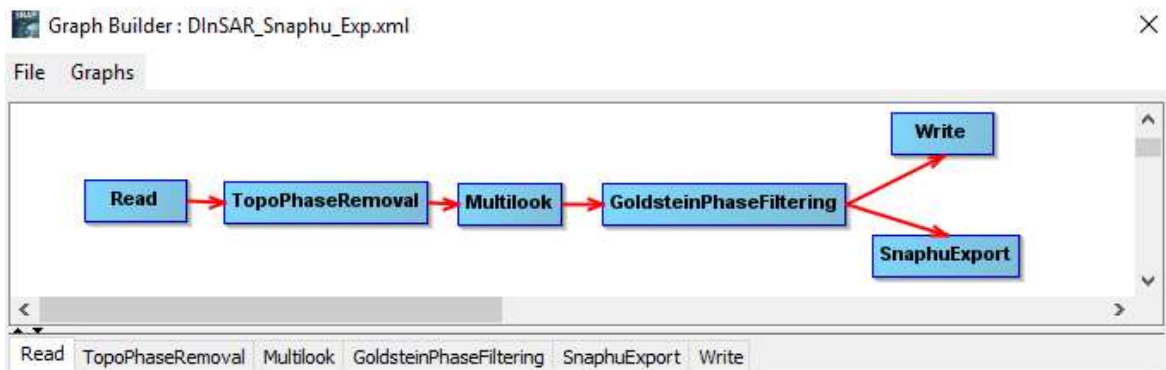 Graph Builder : DInSAR_Snaphu_Exp.xml
File Graphs
Write
Read TopoPhaseRemoval Multilook GoldsteinPhaseFiltering
SnaphuExport
Read TopoPhaseRemoval Multilook GoldsteinPhaseFiltering SnaphuExport Write